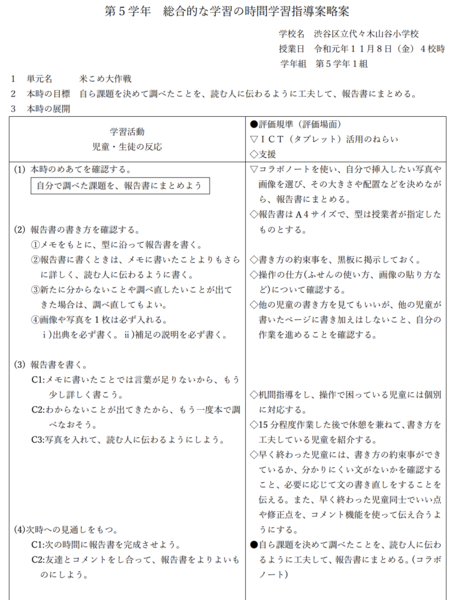 第５学年　総合的な学習の時間学習指導案略案
学校名　渋谷区立代々木山谷小学校
授業日　令和元年１１月８日（金）４校時
学年組　第５学年１組
１　単元名　　米こめ大作戦
２　本時の目標　自ら課題を決めて調べたことを、読む人に伝わるように工夫して、報告書にまとめる。
３　本時の展開
学習活動
児童・生徒の反応
(1) 本時のめあてを確認する。
自分で調べた課題を、報告書にまとめよう
(2) 報告書の書き方を確認する。
①メモをもとに、型に沿って報告書を書く。
②報告書に書くときは、メモに書いたことよりもさら
に詳しく、読む人に伝わるように書く。
③新たに分からないことや調べ直したいことが出て
きた場合は、調べ直してもよい。
④画像や写真を１枚は必ず入れる。
ⅰ)出典を必ず書く。ⅱ)補足の説明を必ず書く。
(3) 報告書を書く。
C1:メモに書いたことでは言葉が足りないから、もう
少し詳しく書こう。
C2:わからないことが出てきたから、もう一度本で調
べなおそう。
C3:写真を入れて、読む人に伝わるようにしよう。
(4)次時への見通しをもつ。
C1:次の時間に報告書を完成させよう。
C2:友達とコメントをし合って、報告書をよりよいも
のにしよう。
●評価規準（評価場面）
▽ＩＣＴ（タブレット）活用のねらい
◇支援
▽コラボノートを使い、自分で挿入したい写真や
画像を選び、その大きさや配置などを決めなが
ら、報告書にまとめる。
◇報告書はＡ４サイズで、型は授業者が指定した
ものとする。
◇書き方の約束事を、黒板に掲示しておく。
◇操作の仕方(ふせんの使い方、画像の貼り方な
ど)について確認する。
◇他の児童の書き方を見てもいいが、他の児童が
書いたページに書き加えはしないこと、自分の
作業を進めることを確認する。
◇机間指導をし、操作で困っている児童には個別
に対応する。
◇15 分程度作業した後で休憩を兼ねて、書き方を
工夫している児童を紹介する。
◇早く終わった児童には、書き方の約束事ができ
ているか、分かりにくい文がないかを確認する
こと、必要に応じて文の書き直しをすることを
伝える。また、早く終わった児童同士でいい点
や修正点を、コメント機能を使って伝え合うよ
うにする。
●自ら課題を決めて調べたことを、読む人に伝わ
るように工夫して、報告書にまとめる。(コラボ
ノート)